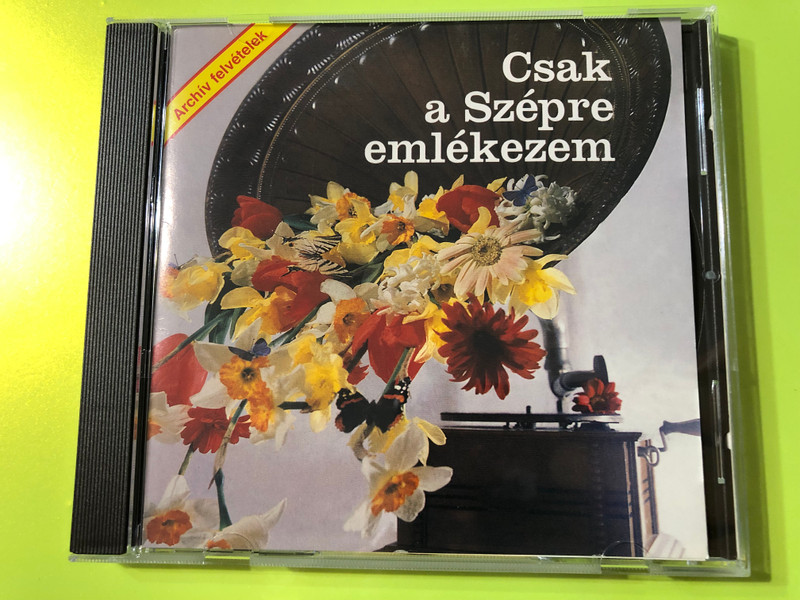 Archív felvételek
Csak
a Szépre
emlékezem